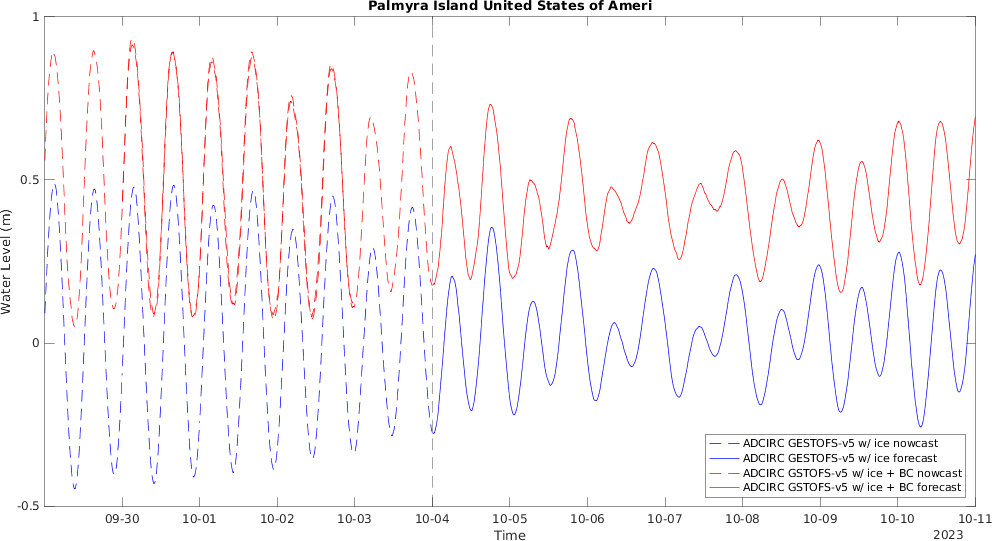 Palmyra Island United States of Ameri
1
0.5
0
-0.5
Water Level (m)
09-30
10-01
10-02
10-03
10-04
10-05
10-06
10-07
10-08
10-09
10-10
10-11
Time
2023
ADCIRC GESTOFS-v5 w/ ice nowcast
ADCIRC GESTOFS-v5 w/ ice forecast
ADCIRC GSTOFS-v5 w/ ice + BC nowcast
ADCIRC GSTOFS-v5 w/ ice + BC forecast